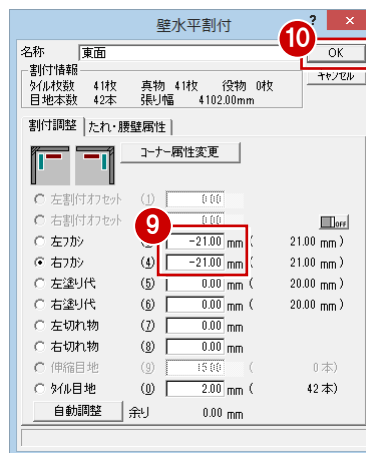 壁水平割付
? ×
10
名称 東面 OK
割付情報 キャンセル
タイル枚数 41枚 真物 41枚 役物 0枚
目地本数 42本 張り幅 4102.00mm
割付調整 たれ・腰壁属性
コーナー属性変更
左割付オフセット (1) 0.00
右割付オフセット 0.00 OFF
9
左フカシ -21.00 mm ( 21.00 mm )
右フカシ (4) -21.00 mm ( 21.00 mm )
左塗り代 (5) 0.00 mm ( 20.00 mm )
右塗り代 (6) 0.00 mm ( 20.00 mm )
左切れ物 (7) 0.00 mm
右切れ物 (8) 0.00 mm
伸縮目地 (9) 15.00 ( 0 本)
タイル目地 (0) 2.00 mm ( 42 本)
自動調整 余り 0.00 mm